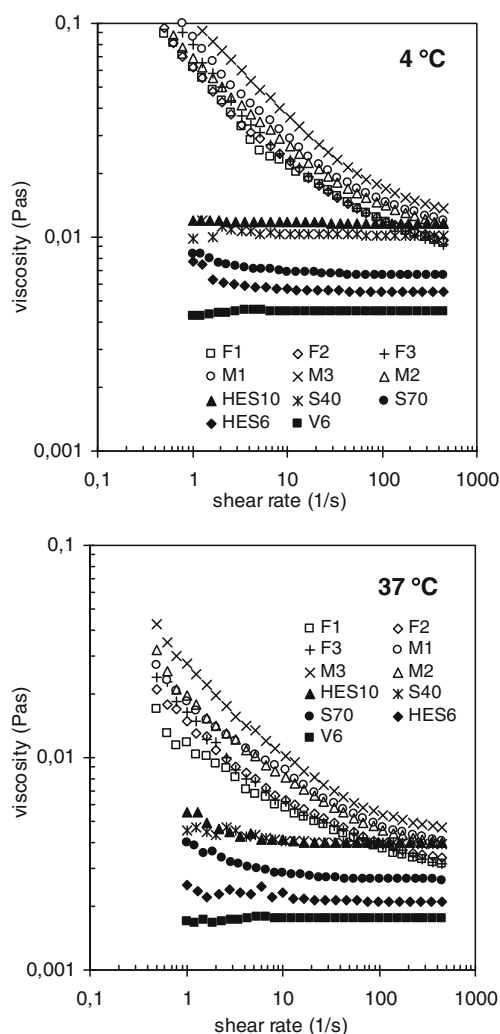 0,1
4 °C
viscosity (Pas)
0,01
F1 F2 F3
M1 M3 M2
HES10 S40 S70
HES6 V6
0,001
0,1 1 10 100 1000
shear rate (1/s)
0,1
37 °C
F1 F2
F3 M1
M3 M2
HES10 S40
S70 HES6
V6
viscosity (Pas)
0,01
0,001
0,1 1 10 100 1000
shear rate (1/s)